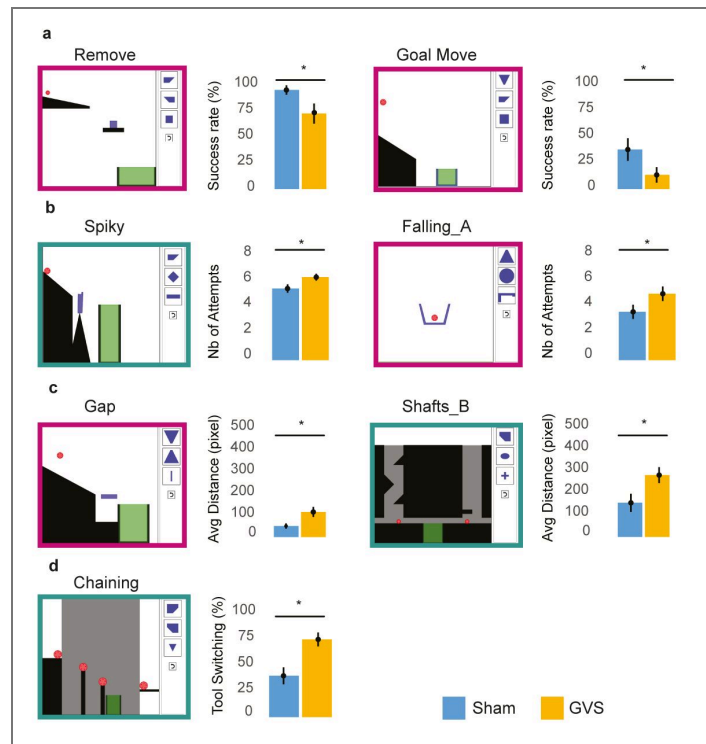 a
Remove
Goal Move
Success rate (%)
100
75
50
25
0
*
Success rate (%)
100
75
50
25
0
*
b
Spiky
Falling_A
Nb of Attempts
8
6
4
2
0
*
Nb of Attempts
8
6
4
2
0
*
c
Gap
Shafts_B
Avg Distance (pixel)
500
400
300
200
100
0
*
Avg Distance (pixel)
500
400
300
200
100
0
*
d
Chaining
Tool Switching (%)
100
75
50
25
0
*
Sham
GVS